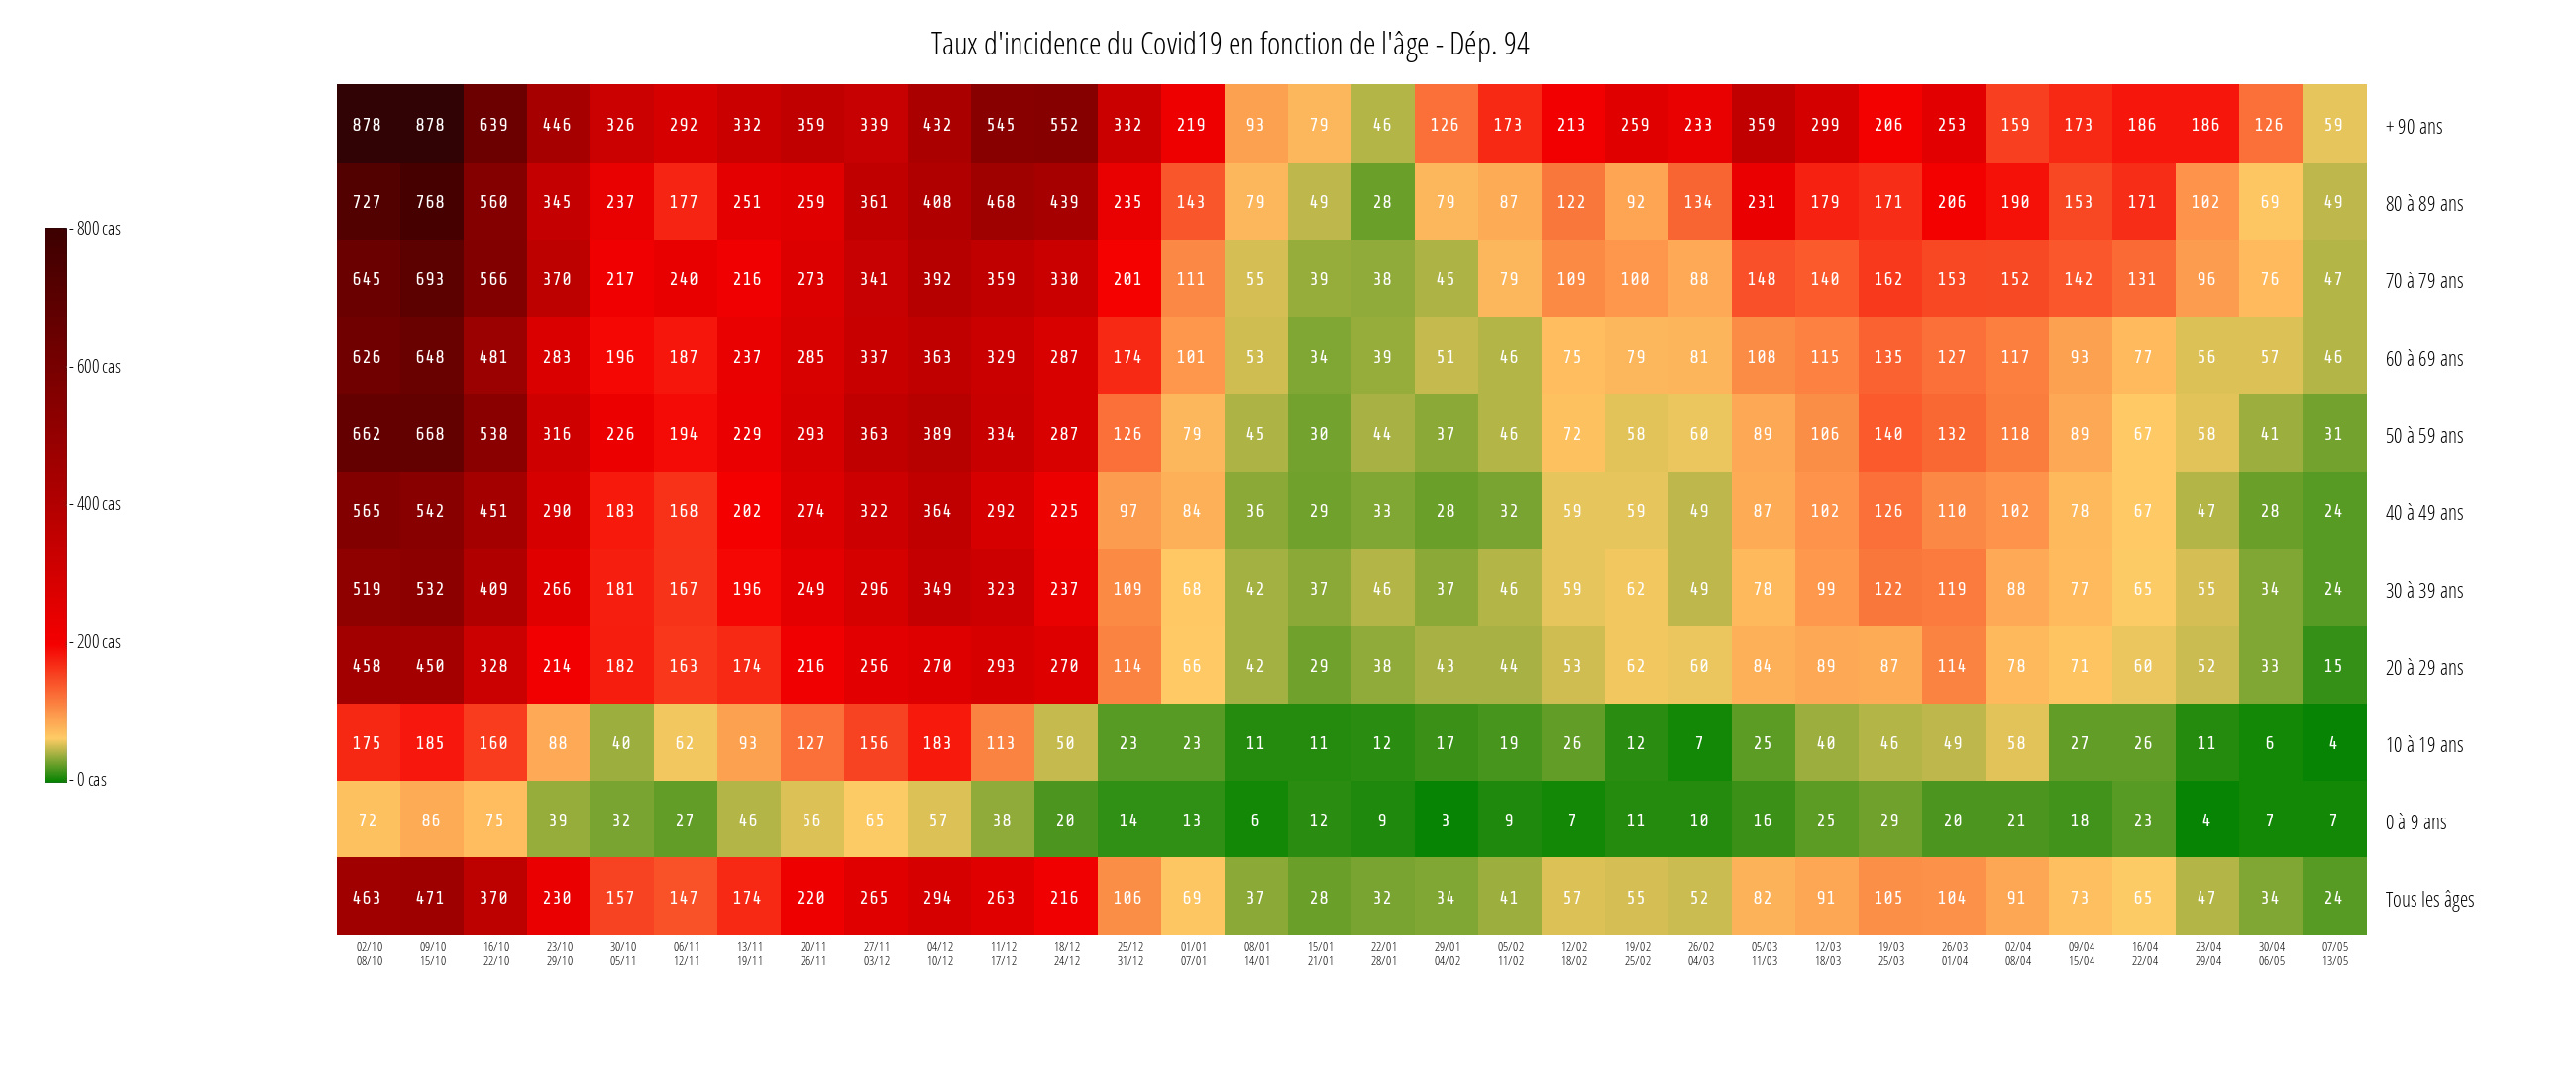 Taux d'incidence du Covid19 en fonction de l'âge - Dép. 94
- 800 cas
- 600 cas
- 400 cas
- 200 cas
- 0 cas
878 878 639 446 326 292 332 359 339 432 545 552 332 219 93 79 46 126 173 213 259 233 359 299 206 253 159 173 186 186 126 59 + 90 ans
727 768 560 345 237 177 251 259 361 408 468 439 235 143 79 49 28 79 87 122 92 134 231 179 171 206 190 153 171 102 69 49 80 à 89 ans
645 693 566 370 217 240 216 273 341 392 359 330 201 111 55 39 38 45 79 109 100 88 148 140 162 153 152 142 131 96 76 47 70 à 79 ans
626 648 481 283 196 187 237 285 337 363 329 287 174 101 53 34 39 51 46 75 79 81 108 115 135 127 117 93 77 56 57 46 60 à 69 ans
662 668 538 316 226 194 229 293 363 389 334 287 126 79 45 30 44 37 46 72 58 60 89 106 140 132 118 89 67 58 41 31 50 à 59 ans
565 542 451 290 183 168 202 274 322 364 292 225 97 84 36 29 33 28 32 59 59 49 87 102 126 110 102 78 67 47 28 24 40 à 49 ans
519 532 409 266 181 167 196 249 296 349 323 237 109 68 42 37 46 37 46 59 62 49 78 99 122 119 88 77 65 55 34 24 30 à 39 ans
458 450 328 214 182 163 174 216 256 270 293 270 114 66 42 29 38 43 44 53 62 60 84 89 87 114 78 71 60 52 33 15 20 à 29 ans
175 185 160 88 40 62 93 127 156 183 113 50 23 23 11 11 12 17 19 26 12 7 25 40 46 49 58 27 26 11 6 4 10 à 19 ans
72 86 75 39 32 27 46 56 65 57 38 20 14 13 6 12 9 3 9 7 11 10 16 25 29 20 21 18 23 4 7 7 0 à 9 ans
463 471 370 230 157 147 174 220 265 294 263 216 106 69 37 28 32 34 41 57 55 52 82 91 105 104 91 73 65 47 34 24 Tous les âges
02/10 09/10 16/10 23/10 30/10 06/11 13/11 20/11 27/11 04/12 11/12 18/12 25/12 01/01 08/01 15/01 22/01 29/01 05/02 12/02 19/02 26/02 05/03 12/03 19/03 26/03 02/04 09/04 16/04 23/04 30/04 07/05
08/10 15/10 22/10 29/10 05/11 12/11 19/11 26/11 03/12 10/12 17/12 24/12 31/12 07/01 14/01 21/01 28/01 04/02 11/02 18/02 25/02 04/03 11/03 18/03 25/03 01/04 08/04 15/04 22/04 29/04 06/05 13/05